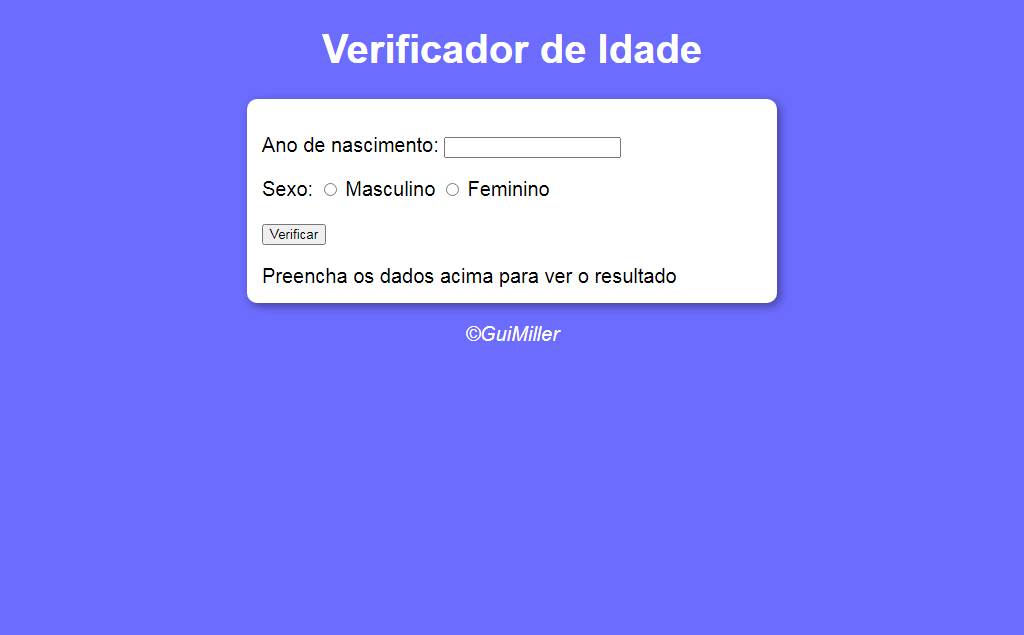 Verificador de Idade
Ano de nascimento:
Sexo: Masculino Feminino
Verificar
Preencha os dados acima para ver o resultado
©GuiMiller